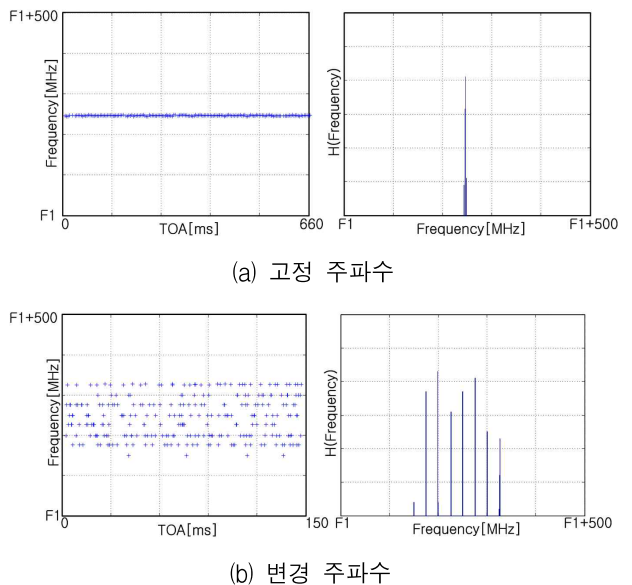 F1+500
Frequency[MHz]
F1
0
TOA[ms]
660
H(Frequency)
F1
Frequency[MHz]
F1+500
(a) 고정 주파수
F1+500
Frequency[MHz]
F1
0
TOA[ms]
150
H(Frequency)
F1
Frequency[MHz]
F1+500
(b) 변경 주파수